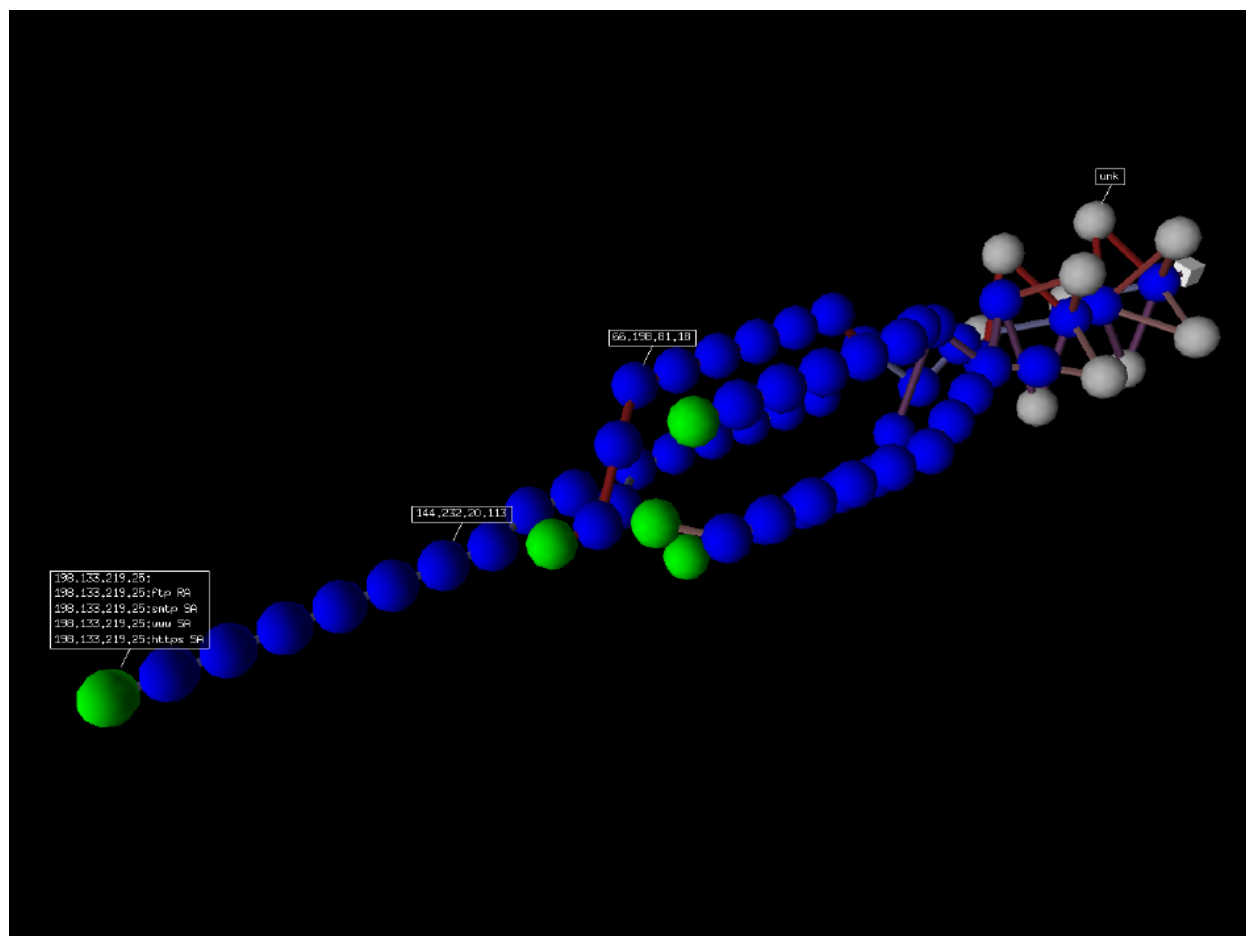 unk
66.198.81.18
144.232.20.113
198.133.219.25:
198.133.219.25:ftp RA
198.133.219.25:smtp SA
198.133.219.25:www SA
198.133.219.25:https SA